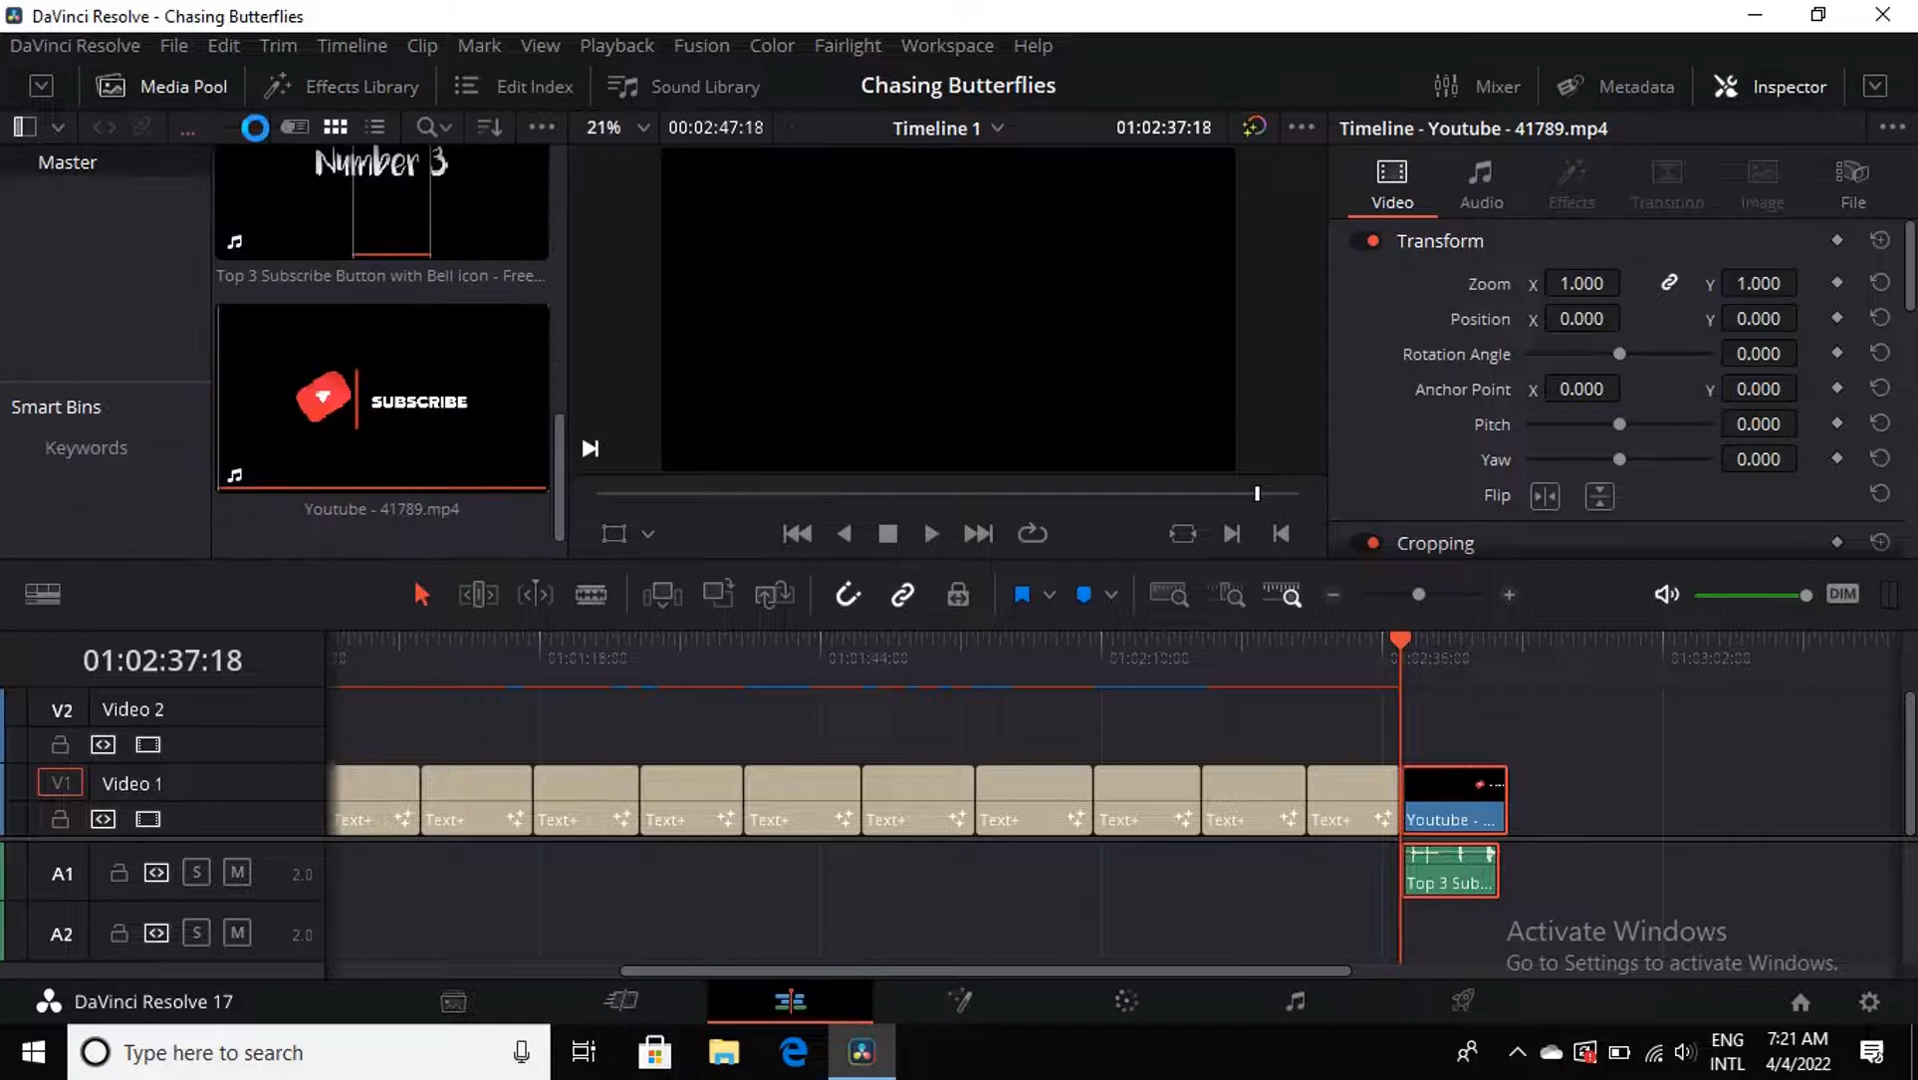 DaVinci Resolve - Chasing Butterflies
DaVinci Resolve File Edit Trim Timeline Clip Mark View Playback Fusion Color Fairlight Workspace Help
Media Pool Effects Library Edit Index Sound Library Chasing Butterflies Mixer Metadata Inspector
... 21% 00:02:47:18 Timeline 1 01:02:37:18 Timeline - Youtube - 41789.mp4
Master
Number 3
Top 3 Subscribe Button with Bell icon - Free...
SUBSCRIBE
Youtube - 41789.mp4
Smart Bins
Keywords
Video Audio Effects Transition Image File
Transform
Zoom X 1.000 Y 1.000
Position X 0.000 Y 0.000
Rotation Angle 0.000
Anchor Point X 0.000 Y 0.000
Pitch 0.000
Yaw 0.000
Flip
Cropping
DIM
01:02:37:18
01:01:18:00 01:01:44:00 01:02:10:00 01:02:36:00 01:03:02:00
V2 Video 2
V1 Video 1
Text+ Text+ Text+ Text+ Text+ Text+ Text+ Text+ Text+ Text+ Youtube - ...
A1 S M 2.0
Top 3 Sub...
A2 S M 2.0
Activate Windows
Go to Settings to activate Windows.
DaVinci Resolve 17
Type here to search
ENG
INTL
7:21 AM
4/4/2022